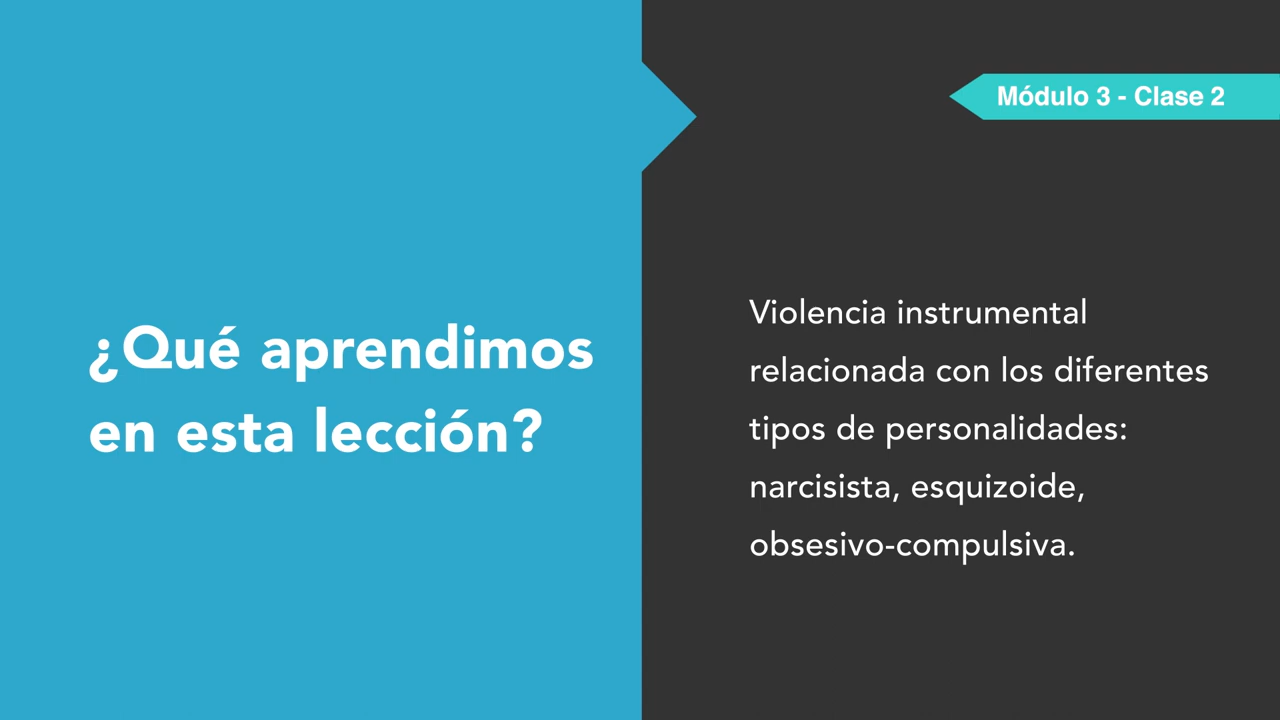 Módulo 3 - Clase 2
¿Qué aprendimos
en esta lección?
Violencia instrumental
relacionada con los diferentes
tipos de personalidades:
narcisista, esquizoide,
obsesivo-compulsiva.